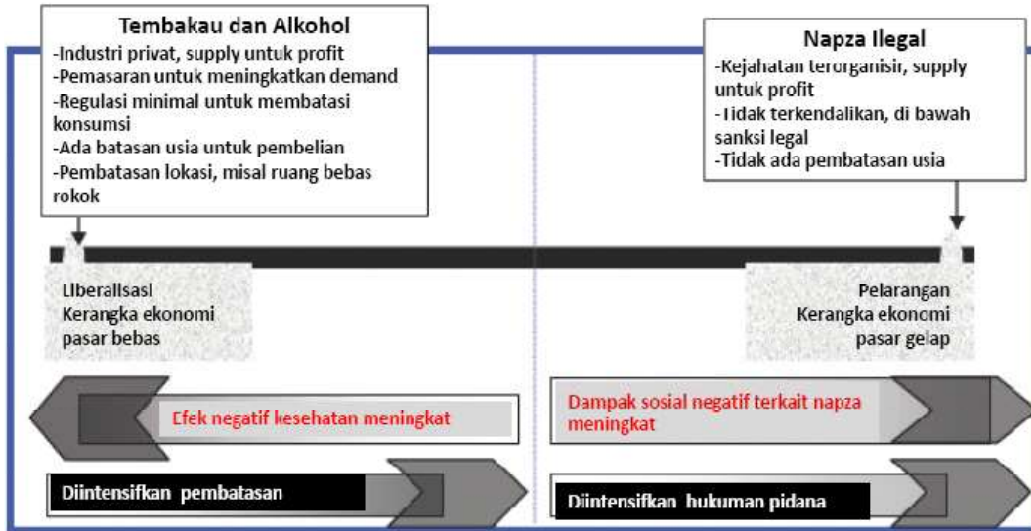 Tembakau dan Alkohol
-Industri privat, supply untuk profit
-Pemasaran untuk meningkatkan demand
-Regulasi minimal untuk membatasi
konsumsi
-Ada batasan usia untuk pembelian
-Pembatasan lokasi, misal ruang bebas
rokok
Napza Ilegal
-Kejahatan terorganisir, supply
untuk profit
-Tidak terkendalikan, di bawah
sanksi legal
-Tidak ada pembatasan usia
Liberalisasi
Kerangka ekonomi
pasar bebas
Pelarangan
Kerangka ekonomi
pasar gelap
Efek negatif kesehatan meningkat
Dampak sosial negatif terkait napza
meningkat
Diintensifkan pembatasan
Diintensifkan hukuman pidana